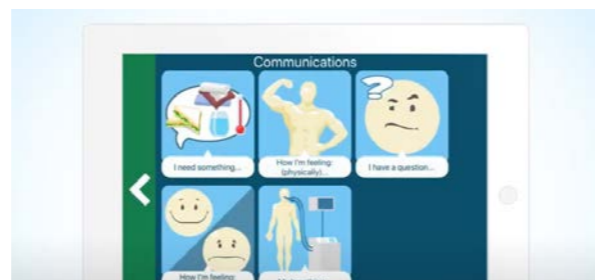 Communications
?
I need something...
How I'm feeling:
(physically)...
I have a question...
How I'm feeling: